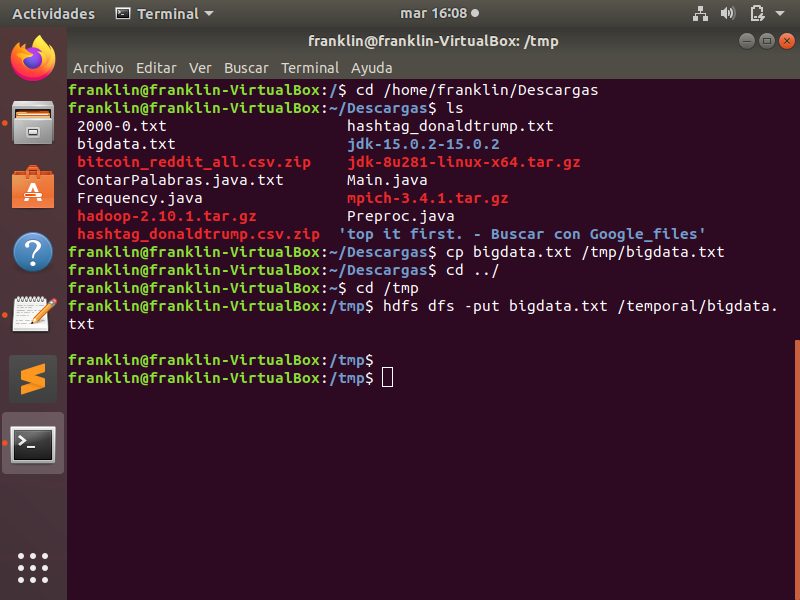 Actividades Terminal mar 16:08
franklin@franklin-VirtualBox: /tmp
Archivo Editar Ver Buscar Terminal Ayuda
franklin@franklin-VirtualBox:/$ cd /home/franklin/Descargas
franklin@franklin-VirtualBox:~/Descargas$ ls
2000-0.txt hashtag_donaldtrump.txt
bigdata.txt jdk-15.0.2-15.0.2
bitcoin_reddit_all.csv.zip jdk-8u281-linux-x64.tar.gz
ContarPalabras.java.txt Main.java
Frequency.java mpich-3.4.1.tar.gz
hadoop-2.10.1.tar.gz Preproc.java
hashtag_donaldtrump.csv.zip 'top it first. - Buscar con Google_files'
franklin@franklin-VirtualBox:~/Descargas$ cp bigdata.txt /tmp/bigdata.txt
franklin@franklin-VirtualBox:~/Descargas$ cd ../
franklin@franklin-VirtualBox:~$ cd /tmp
franklin@franklin-VirtualBox:/tmp$ hdfs dfs -put bigdata.txt /temporal/bigdata.
txt
franklin@franklin-VirtualBox:/tmp$
franklin@franklin-VirtualBox:/tmp$